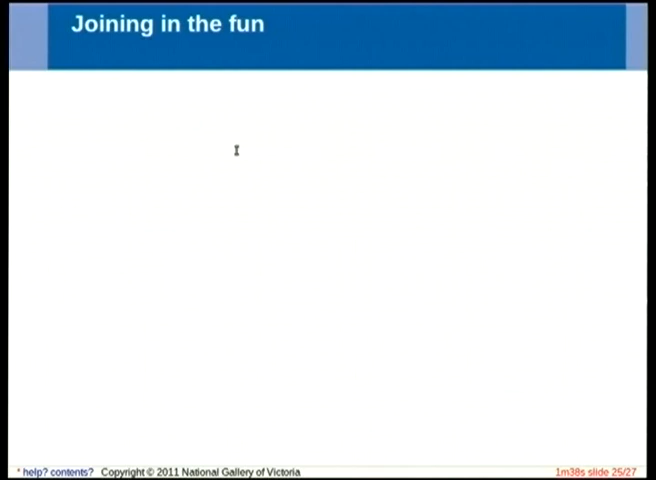 Joining in the fun
* help? contents? Copyright © 2011 National Gallery of Victoria
1m38s slide 25/27